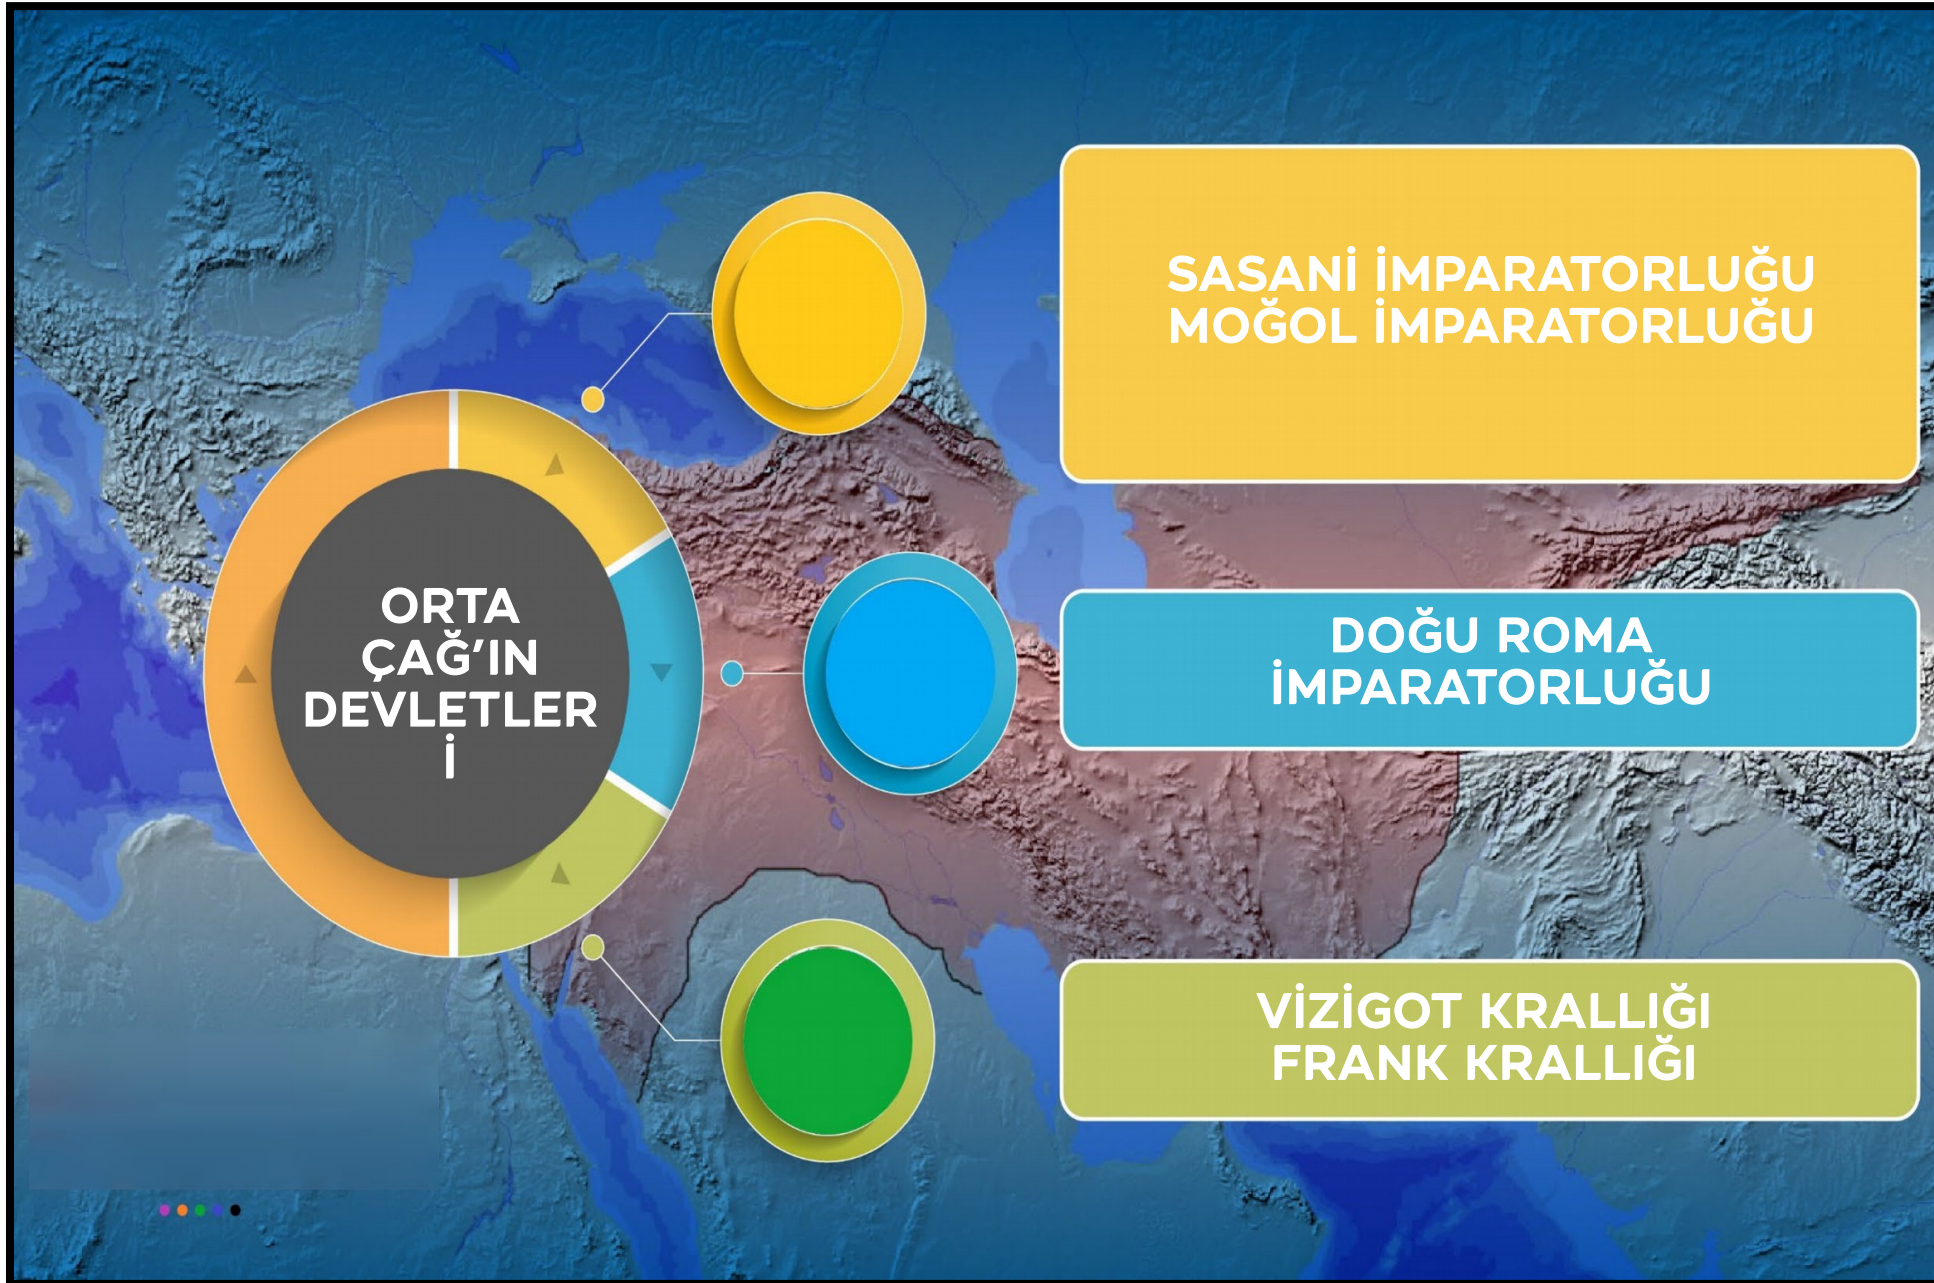 ORTA
ÇAĞ'IN
DEVLETLER
İ
SASANİ İMPARATORLUĞU
MOĞOL İMPARATORLUĞU
DOĞU ROMA
İMPARATORLUĞU
VİZİGOT KRALLIĞI
FRANK KRALLIĞI